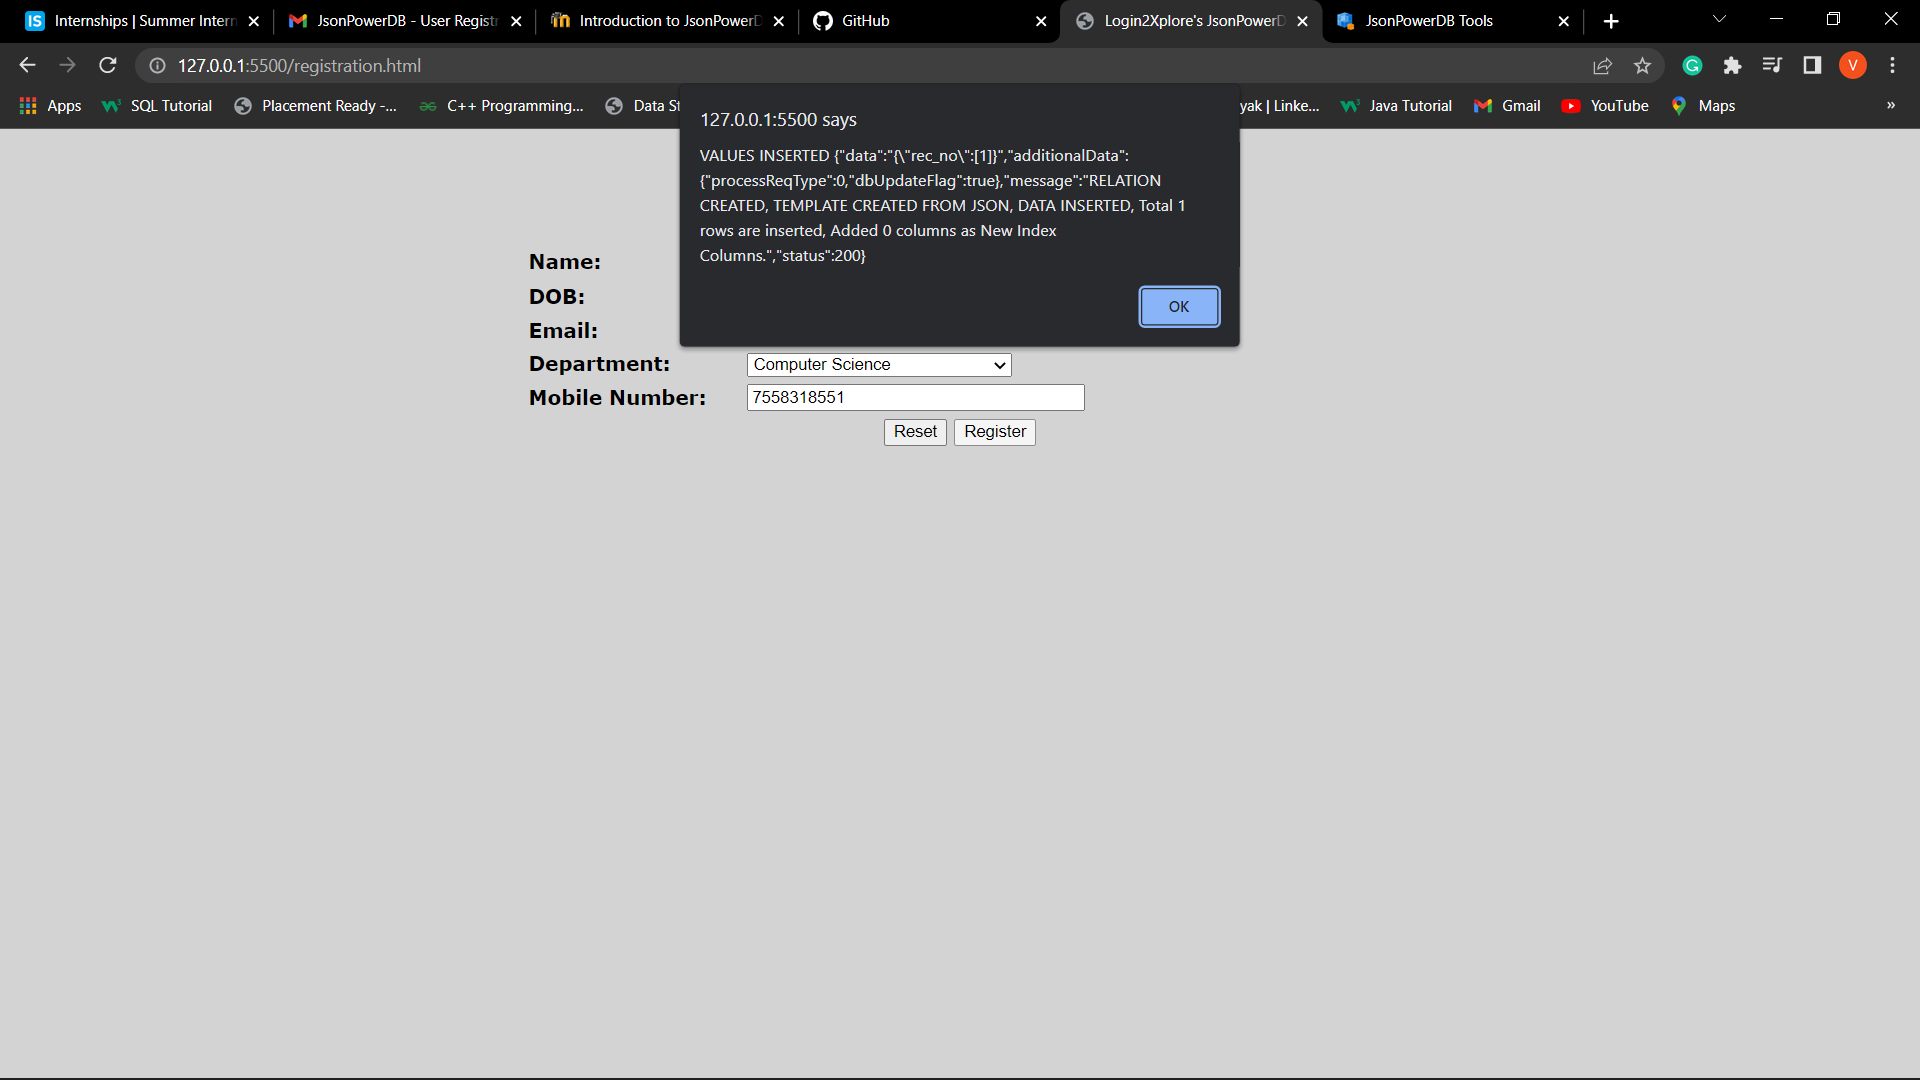 Internships | Summer Intern
JsonPowerDB - User Registr
Introduction to JsonPowerD
GitHub
Login2Xplore's JsonPowerD
JsonPowerDB Tools
127.0.0.1:5500/registration.html
V
Apps
SQL Tutorial
Placement Ready -...
C++ Programming...
Data St
yak | Linke...
Java Tutorial
Gmail
YouTube
Maps
»
127.0.0.1:5500 says
VALUES INSERTED {"data":"{\"rec_no\":[1]}","additionalData":
{"processReqType":0,"dbUpdateFlag":true},"message":"RELATION
CREATED, TEMPLATE CREATED FROM JSON, DATA INSERTED, Total 1
rows are inserted, Added 0 columns as New Index
Columns.","status":200}
OK
Name:
DOB:
Email:
Department: Computer Science
Mobile Number: 7558318551
Reset Register